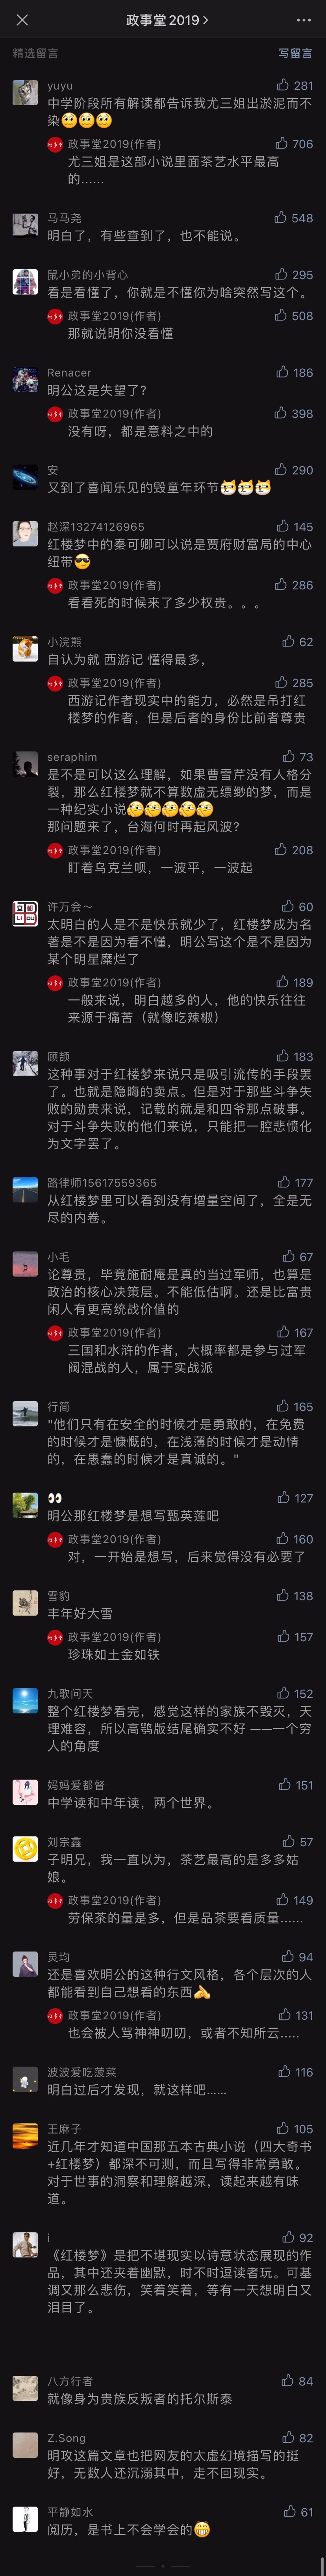 政事堂2019
精选留言
写留言
yuyu
281
中学阶段所有解读都告诉我尤三姐出淤泥而不
染🥺🥺🥺
政事堂2019(作者)
706
尤三姐是这部小说里面茶艺水平最高
的……
马马尧
548
明白了，有些查到了，也不能说。
鼠小弟的小背心
295
看是看懂了，你就是不懂你为啥突然写这个。
政事堂2019(作者)
508
那就说明你没看懂
Renacer
186
明公这是失望了?
政事堂2019(作者)
398
没有呀，都是意料之中的
安
290
又到了喜闻乐见的毁童年环节
赵深13274126965
145
红楼梦中的秦可卿可以说是贾府财富局的中心
纽带😎
政事堂2019(作者)
286
看看死的时候来了多少权贵。。。
小浣熊
62
自认为就 西游记 懂得最多，
政事堂2019(作者)
285
西游记作者现实中的能力，必然是吊打红
楼梦的作者，但是后者的身份比前者尊贵
seraphim
73
是不是可以这么理解，如果曹雪芹没有人格分
裂，那么红楼梦就不算数虚无缥缈的梦，而是
一种纪实小说
那问题来了，台海何时再起风波?
政事堂2019(作者)
208
盯着乌克兰呗，一波平，一波起
许万会～
60
太明白的人是不是快乐就少了，红楼梦成为名
著是不是因为看不懂，明公写这个是不是因为
某个明星糜烂了
政事堂2019(作者)
189
一般来说，明白越多的人，他的快乐往往
来源于痛苦（就像吃辣椒）
顾颉
183
这种事对于红楼梦来说只是吸引流传的手段罢
了。也就是隐晦的卖点。但是对于那些斗争失
败的勋贵来说，记载的就是和四爷那点破事。
对于斗争失败的他们来说，只能把一腔悲愤化
为文字罢了。
路律师15617559365
177
从红楼梦里可以看到没有增量空间了，全是无
尽的内卷。
小毛
67
论尊贵，毕竟施耐庵是真的当过军师，也算是
政治的核心决策层。不能低估啊。还是比富贵
闲人有更高统战价值的
政事堂2019(作者)
167
三国和水浒的作者，大概率都是参与过军
阀混战的人，属于实战派
行简
165
"他们只有在安全的时候才是勇敢的，在免费
的时候才是慷慨的，在浅薄的时候才是动情
的，在愚蠢的时候才是真诚的。"
👀
127
明公那红楼梦是想写甄英莲吧
政事堂2019(作者)
160
对，一开始是想写，后来觉得没有必要了
雪豹
138
丰年好大雪
政事堂2019(作者)
157
珍珠如土金如铁
九歌问天
152
整个红楼梦看完，感觉这样的家族不毁灭，天
理难容，所以高鹗版结尾确实不好 ——一个穷
人的角度
妈妈爱都督
151
中学读和中年读，两个世界。
刘宗鑫
57
子明兄，我一直以为，茶艺最高的是多多姑
娘。
政事堂2019(作者)
149
劳保茶的量是多，但是品茶要看质量……
灵均
94
还是喜欢明公的这种行文风格，各个层次的人
都能看到自己想看的东西
政事堂2019(作者)
131
也会被人骂神神叨叨，或者不知所云.....
波波爱吃菠菜
116
明白过后才发现，就这样吧……
王麻子
105
近几年才知道中国那五本古典小说（四大奇书
+红楼梦）都深不可测，而且写得非常勇敢。
对于世事的洞察和理解越深，读起来越有味
道。
i
92
《红楼梦》是把不堪现实以诗意状态展现的作
品，其中还夹着幽默，时不时逗读者玩。可基
调又那么悲伤，笑着笑着，等有一天想明白又
泪目了。
八方行者
84
就像身为贵族反叛者的托尔斯泰
Z.Song
82
明攻这篇文章也把网友的太虚幻境描写的挺
好，无数人还沉溺其中，走不回现实。
平静如水
61
阅历，是书上不会学会的😁